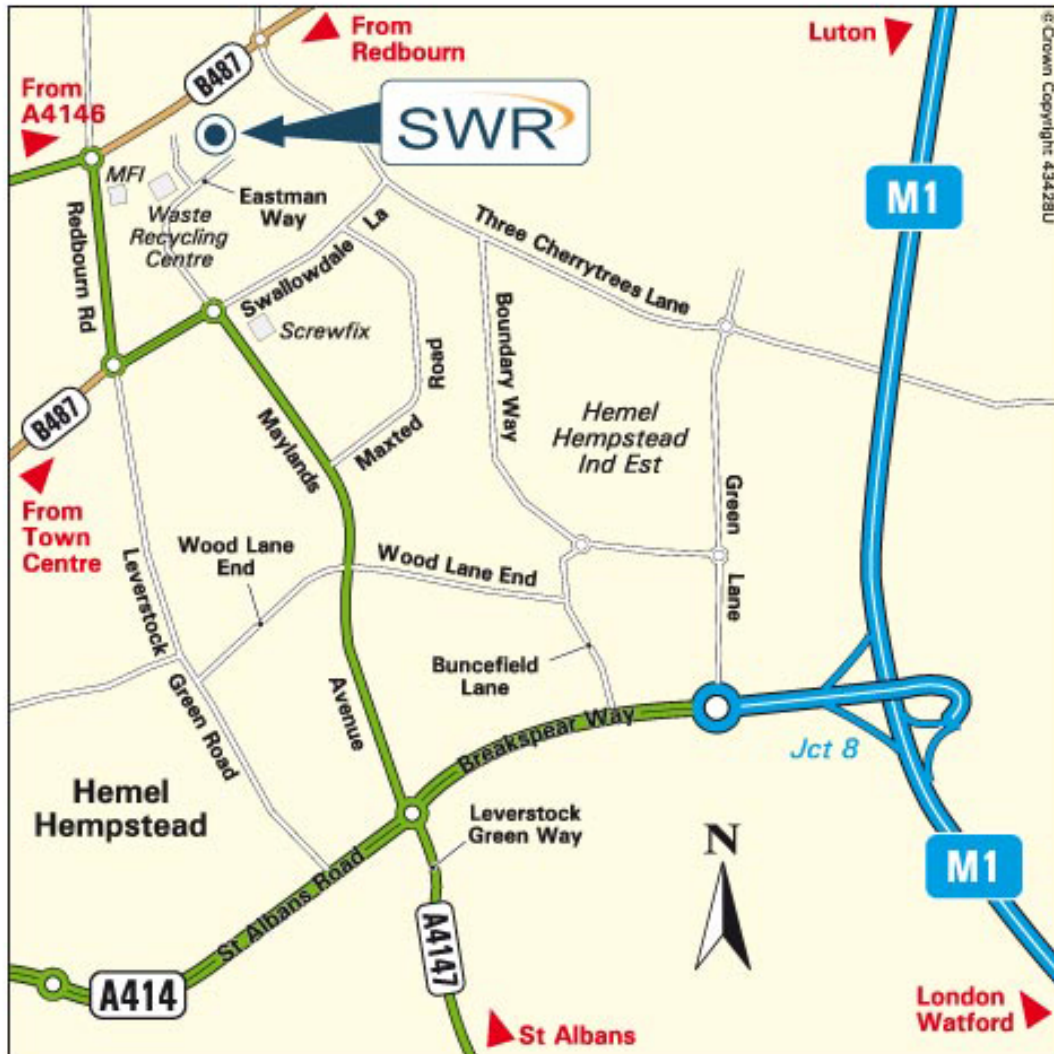 From
Redbourn
Luton
© Crown Copyright 43428U
B487
From
A4146
SWR
M1
MFI
Eastman
Way
Waste
Recycling
Centre
Redbourn Rd
Swallowdale La
Three Cherrytrees Lane
Screwfix
Boundary Way
Maxted Road
Hemel
Hempstead
Ind Est
B487
Maylands Avenue
From
Town
Centre
Green Lane
Wood Lane
End
Wood Lane End
Leverstock Green Road
Buncefield
Lane
Breakspear Way
Jct 8
Hemel
Hempstead
Leverstock
Green Way
N
M1
St Albans Road
A4147
A414
St Albans
London
Watford